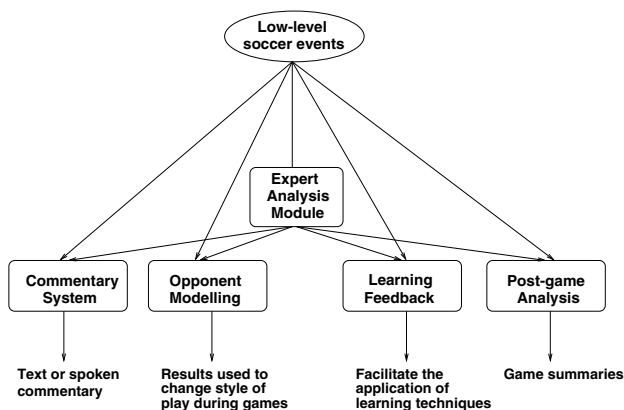 Low-level
soccer events
Expert
Analysis
Module
Commentary
System
Opponent
Modelling
Learning
Feedback
Post-game
Analysis
Text or spoken
commentary
Results used to
change style of
play during games
Facilitate the
application of
learning techniques
Game summaries